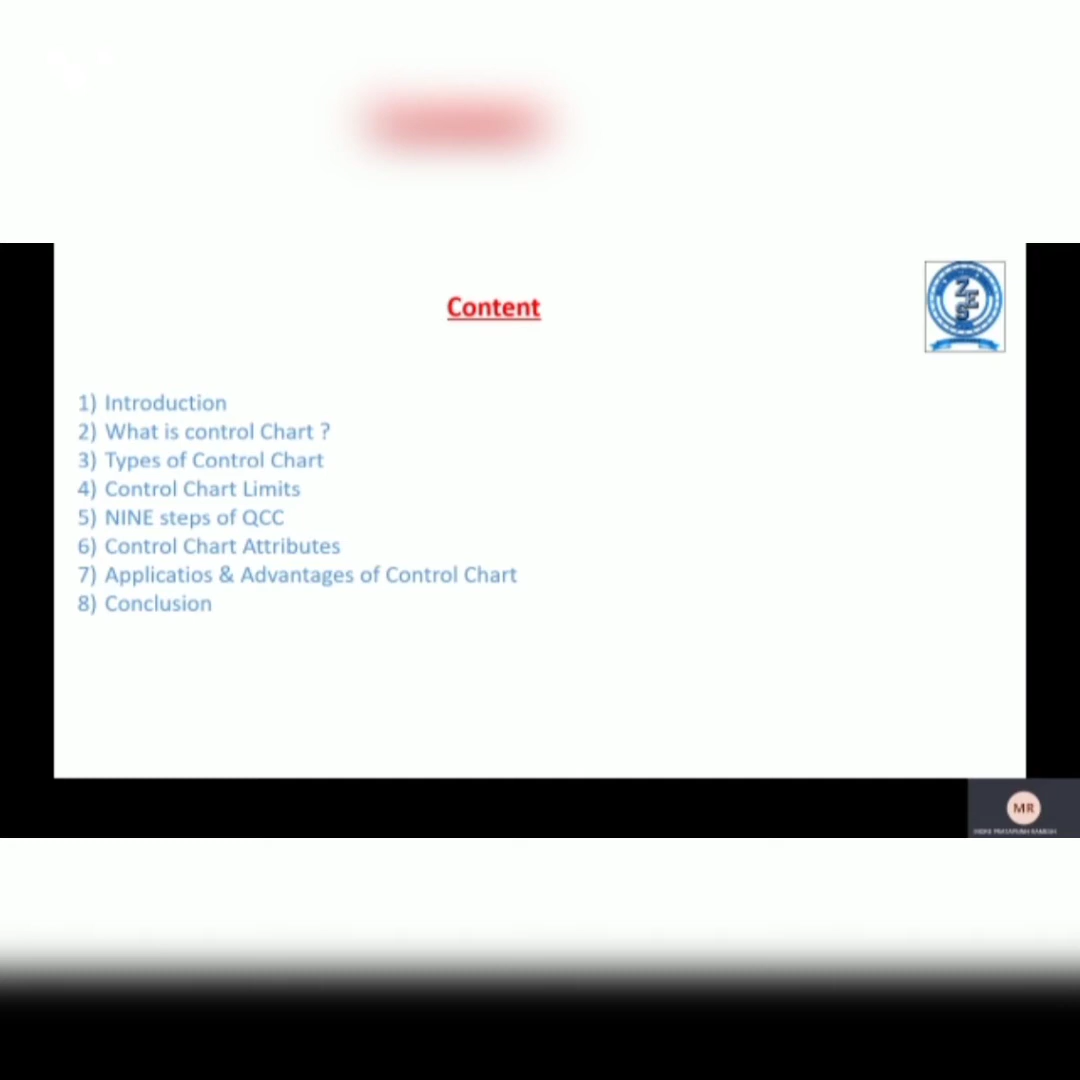 Content
ZES
1) Introduction
2) What is control Chart ?
3) Types of Control Chart
4) Control Chart Limits
5) NINE steps of QCC
6) Control Chart Attributes
7) Applicatios & Advantages of Control Chart
8) Conclusion
MR